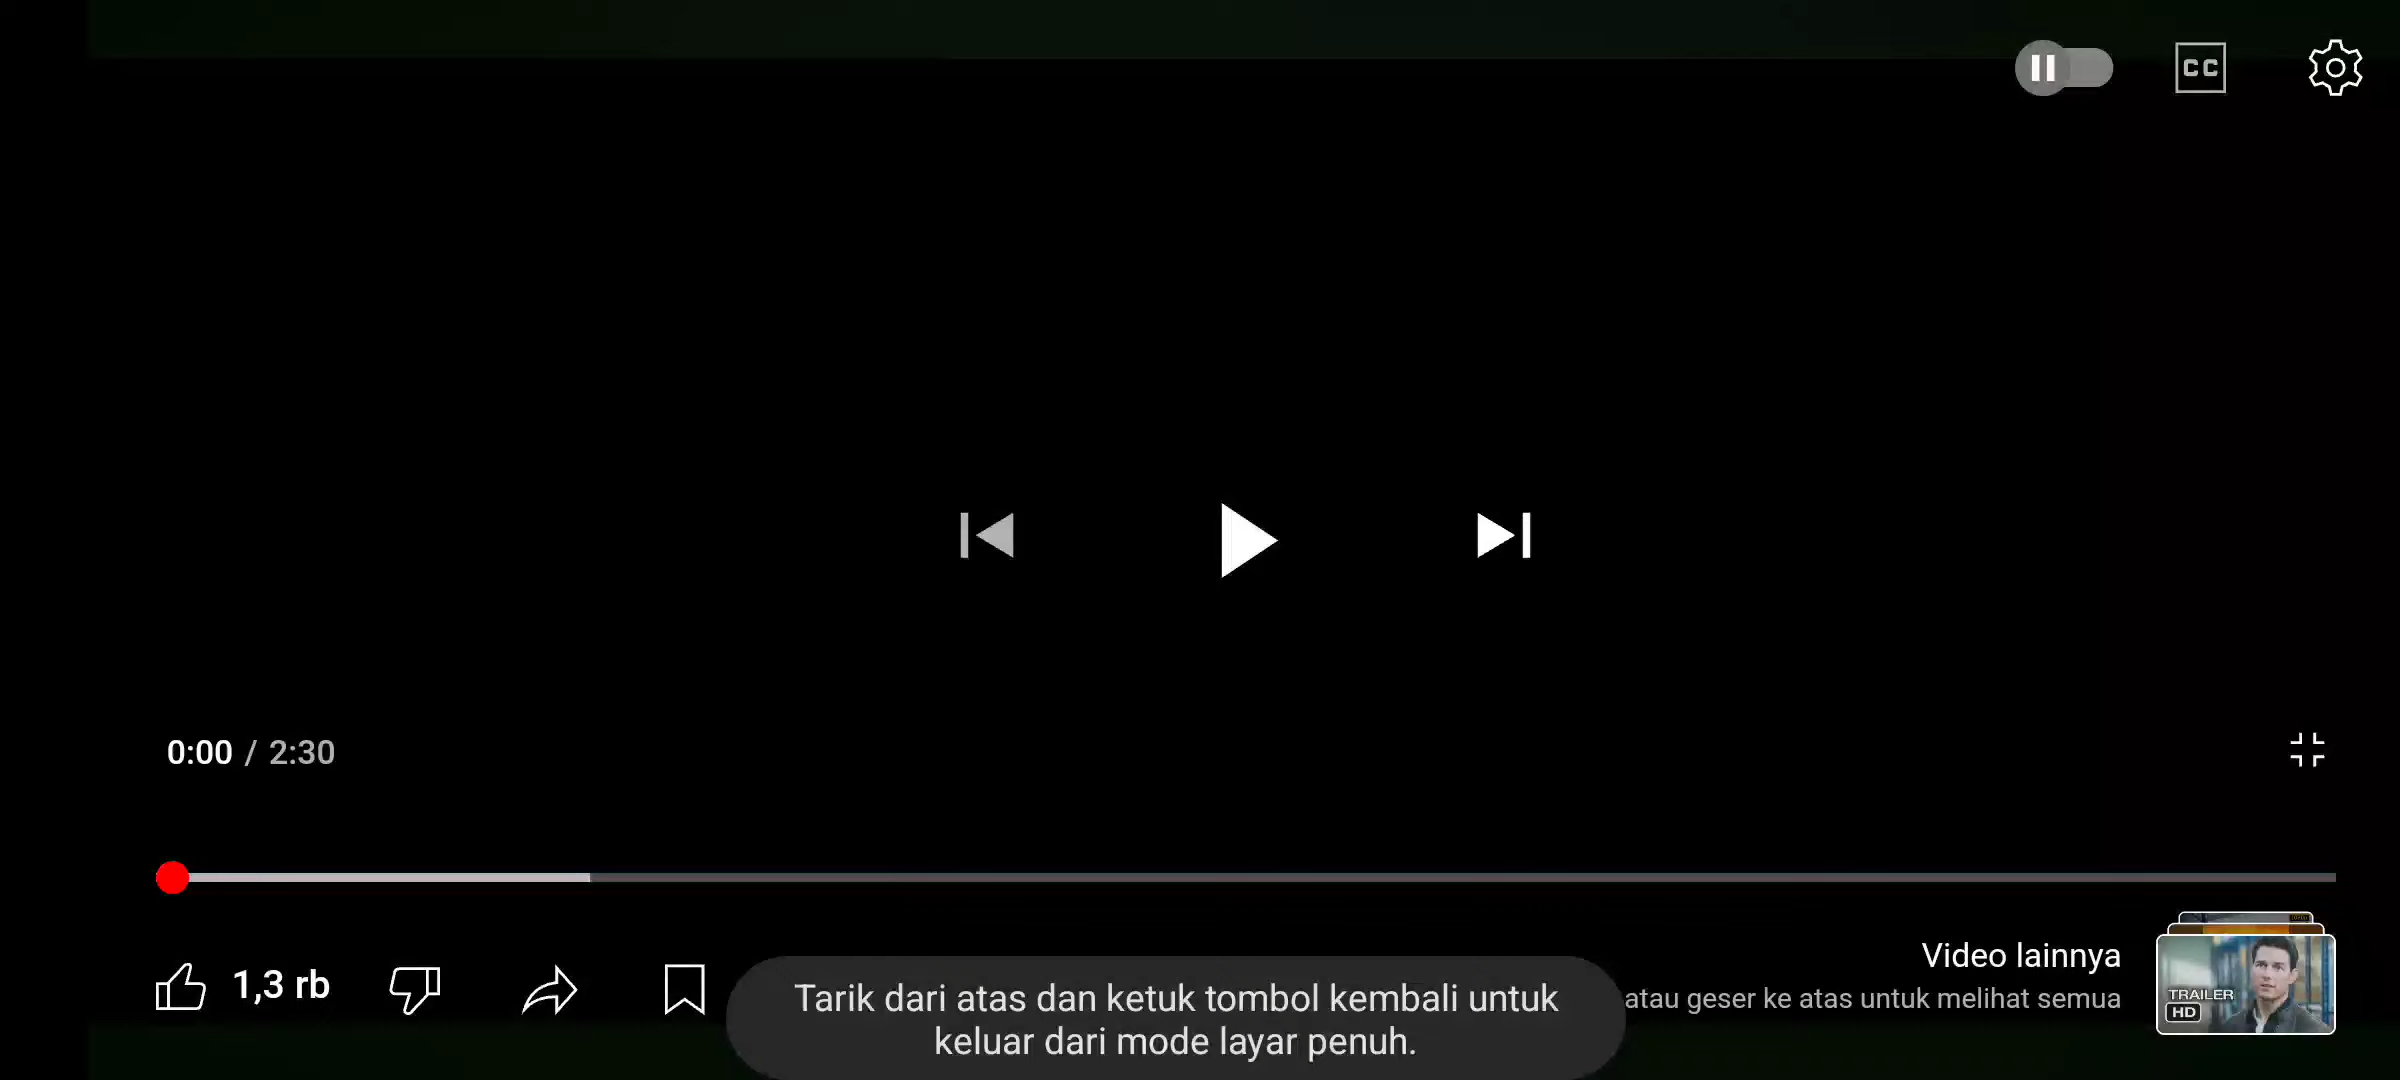 CC
0:00 / 2:30
1,3 rb
Video lainnya
atau geser ke atas untuk melihat semua
TRAILER
HD
Tarik dari atas dan ketuk tombol kembali untuk
keluar dari mode layar penuh.